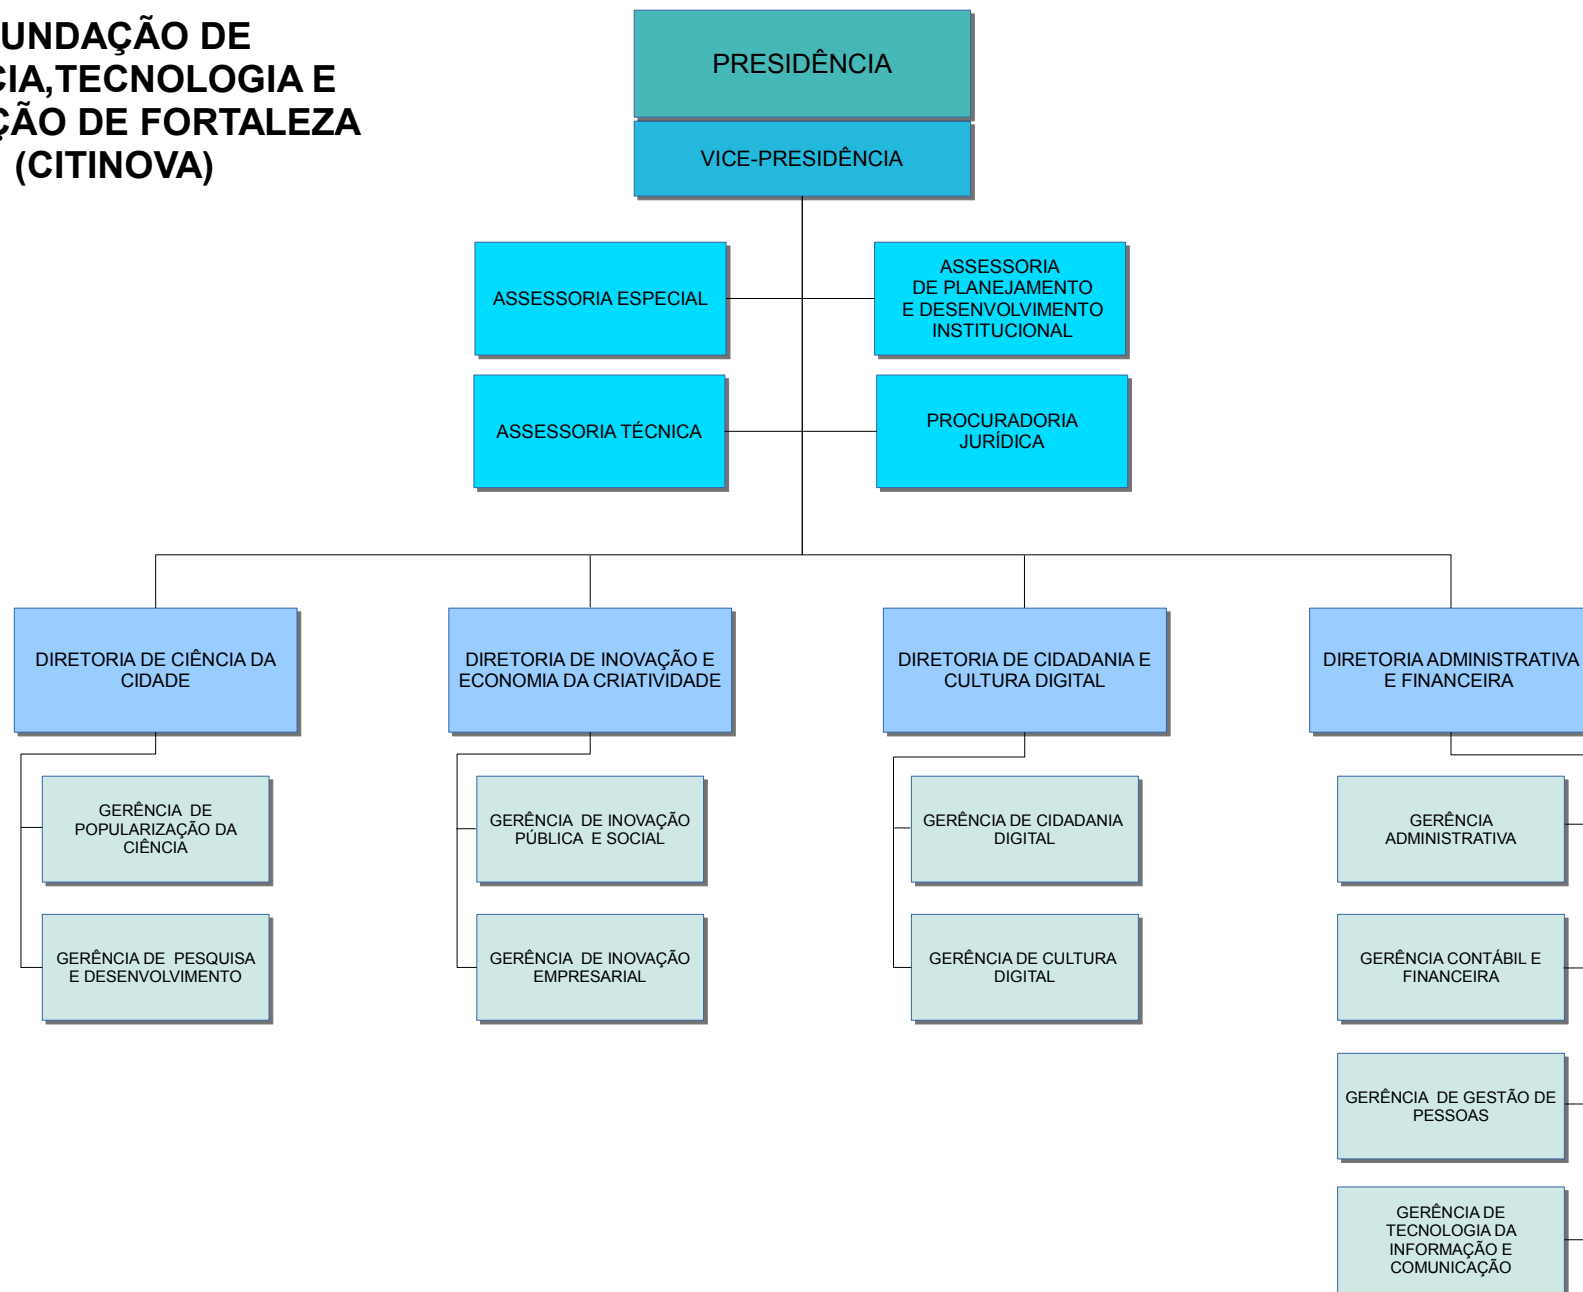 UNDAÇÃO DE
CIA,TECNOLOGIA E
ÇÃO DE FORTALEZA
(CITINOVA)
PRESIDÊNCIA
VICE-PRESIDÊNCIA
ASSESSORIA ESPECIAL
ASSESSORIA
DE PLANEJAMENTO
E DESENVOLVIMENTO
INSTITUCIONAL
ASSESSORIA TÉCNICA
PROCURADORIA
JURÍDICA
DIRETORIA DE CIÊNCIA DA
CIDADE
DIRETORIA DE INOVAÇÃO E
ECONOMIA DA CRIATIVIDADE
DIRETORIA DE CIDADANIA E
CULTURA DIGITAL
DIRETORIA ADMINISTRATIVA
E FINANCEIRA
GERÊNCIA DE
POPULARIZAÇÃO DA
CIÊNCIA
GERÊNCIA DE INOVAÇÃO
PÚBLICA E SOCIAL
GERÊNCIA DE CIDADANIA
DIGITAL
GERÊNCIA
ADMINISTRATIVA
GERÊNCIA DE PESQUISA
E DESENVOLVIMENTO
GERÊNCIA DE INOVAÇÃO
EMPRESARIAL
GERÊNCIA DE CULTURA
DIGITAL
GERÊNCIA CONTÁBIL E
FINANCEIRA
GERÊNCIA DE GESTÃO DE
PESSOAS
GERÊNCIA DE
TECNOLOGIA DA
INFORMAÇÃO E
COMUNICAÇÃO